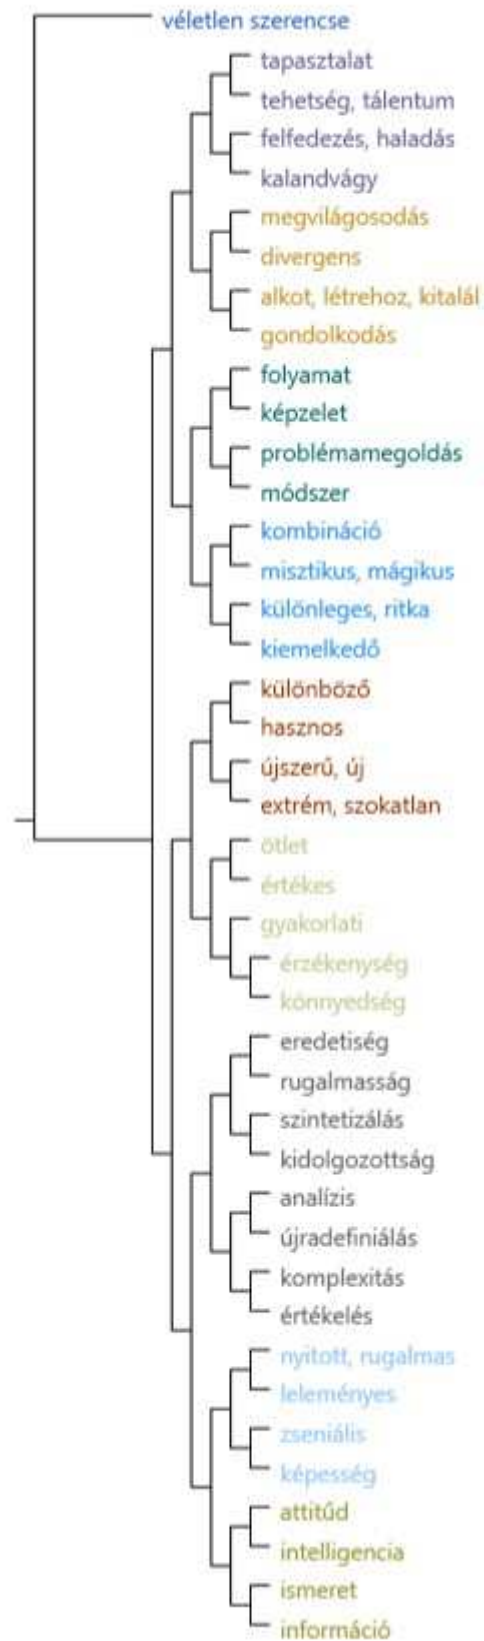 véletlen szerencse
tapasztalat
tehetség, tálentum
felfedezés, haladás
kalandvágy
megvilágosodás
divergens
alkot, létrehoz, kitalál
gondolkodás
folyamat
képzelet
problémamegoldás
módszer
kombináció
misztikus, mágikus
különleges, ritka
kiemelkedő
különböző
hasznos
újszerű, új
extrém, szokatlan
ötlet
értékes
gyakorlati
érzékenység
könnyedség
eredetiség
rugalmasság
szintetizálás
kidolgozottság
analízis
újradefiniálás
komplexitás
értékelés
nyitott, rugalmas
leleményes
zseniális
képesség
attitűd
intelligencia
ismeret
információ